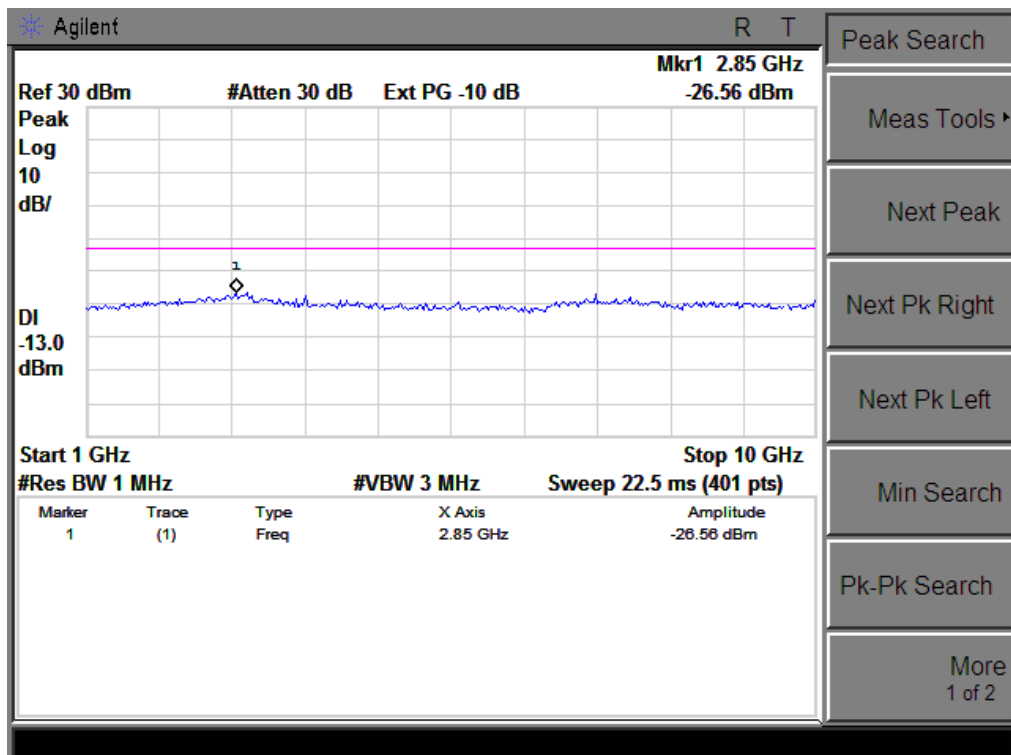 Agilent R T
Mkr1 2.85 GHz
Ref 30 dBm #Atten 30 dB Ext PG -10 dB -26.56 dBm
Peak
Log
10
dB/
1
DI
-13.0
dBm
Start 1 GHz Stop 10 GHz
#Res BW 1 MHz #VBW 3 MHz Sweep 22.5 ms (401 pts)
Marker Trace Type X Axis Amplitude
1 (1) Freq 2.85 GHz -26.56 dBm
Peak Search
Meas Tools
Next Peak
Next Pk Right
Next Pk Left
Min Search
Pk-Pk Search
More
1 of 2